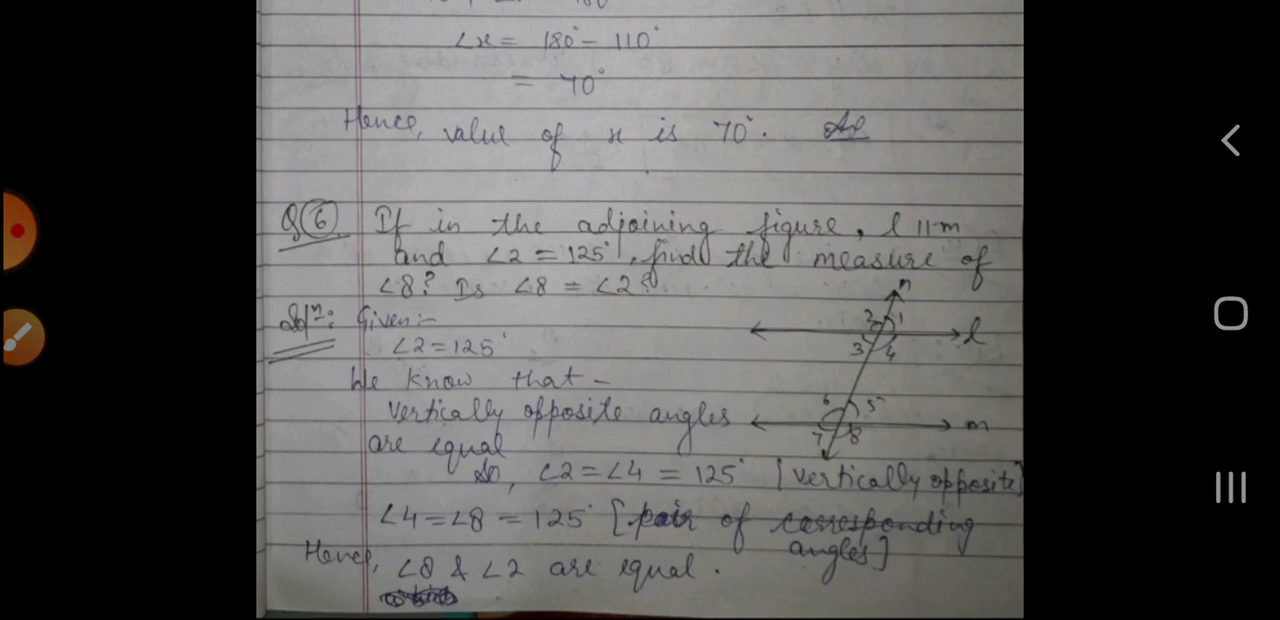 ∠x = 180° - 110°
= 70°
Hence, value of x is 70°. As
Q6 If in the adjoining figure, l || m
and ∠2 = 125°, find the measure of
∠8? Is ∠8 = ∠2?
Solⁿ: Given:-
∠2 = 125°
We know that -
vertically opposite angles
are equal
So, ∠2 = ∠4 = 125° [vertically opposite]
∠4 = ∠8 = 125° [pair of corresponding
angles]
Hence, ∠8 & ∠2 are equal.
n
2 1
l
3 4
6 5
m
7 8